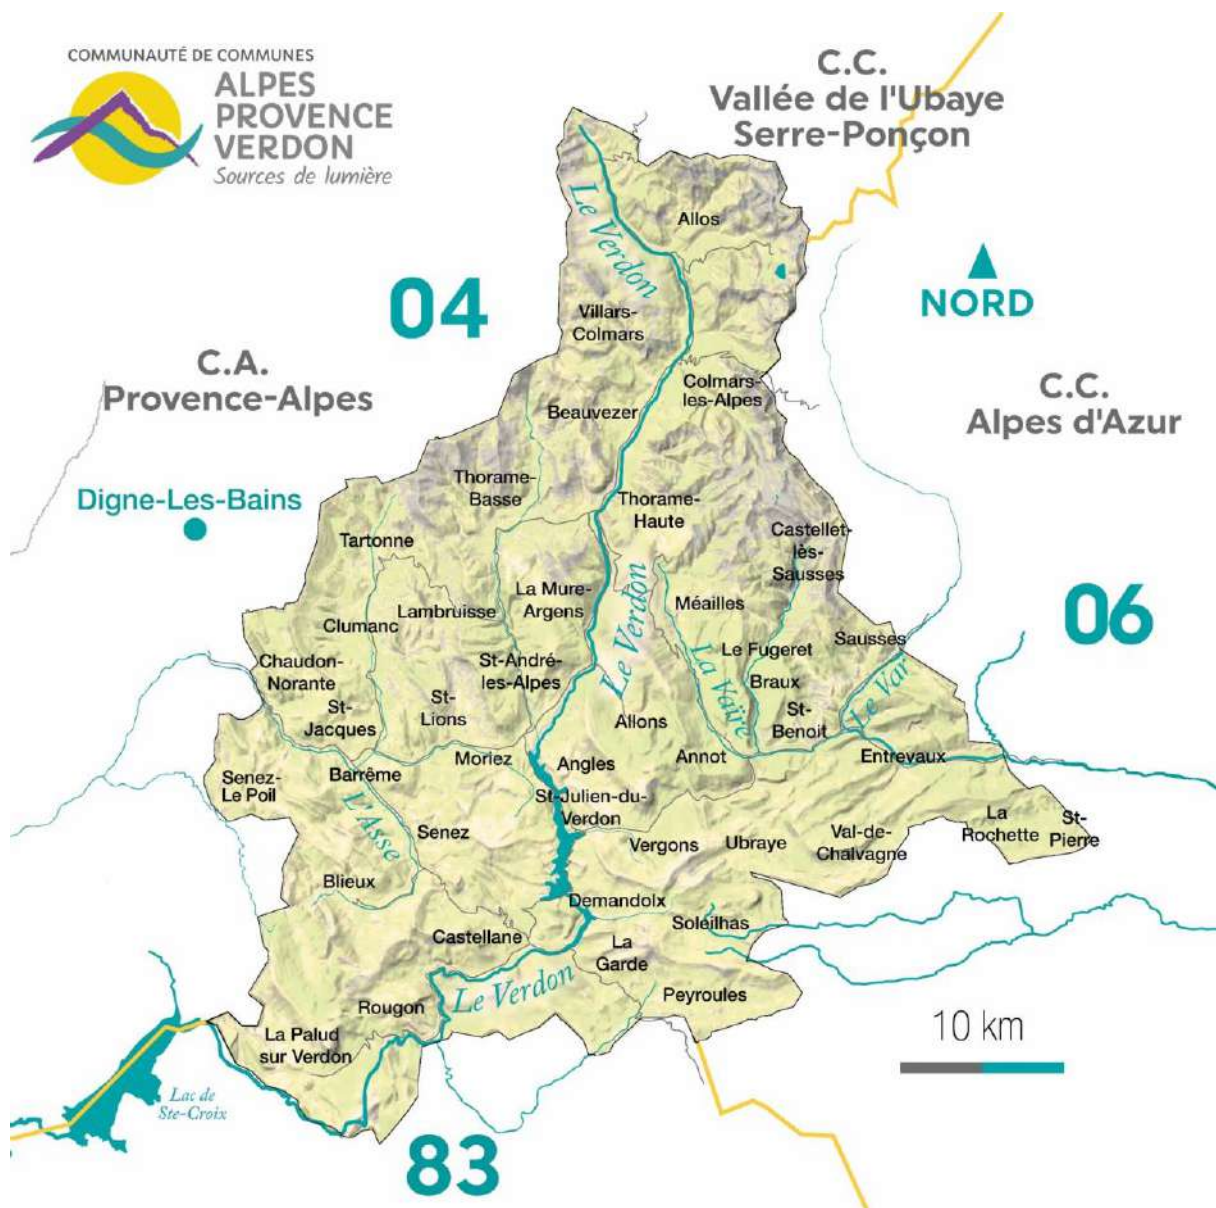 COMMUNAUTÉ DE COMMUNES
ALPES
PROVENCE
VERDON
Sources de lumière
C.C.
Vallée de l'Ubaye
Serre-Ponçon
Le Verdon
Allos
04
NORD
Villars-
Colmars
C.A.
Provence-Alpes
C.C.
Alpes d'Azur
Colmars-
les-Alpes
Beauvezer
Thorame-
Basse
Digne-Les-Bains
Thorame-
Haute
Castellet-
lès-
Sausses
Tartonne
La Mure-
Argens
Le Verdon
Méailles
06
Lambruisse
Clumanc
Sausses
Le Fugeret
Chaudon-
Norante
St-André-
les-Alpes
La Vaïre
Braux
Le Var
St-
Jacques
St-
Lions
Allons
St-
Benoit
Moriez
Angles
Annot
Entrevaux
Senez-
Le Poil
Barrême
L'Asse
St-Julien-du-
Verdon
Senez
Vergons
Ubraye
Val-de-
Chalvagne
La
Rochette
St-
Pierre
Blieux
Demandolx
Soleilhas
Castellane
La
Garde
Le Verdon
Peyroules
Rougon
La Palud
sur Verdon
10 km
Lac de
Ste-Croix
83